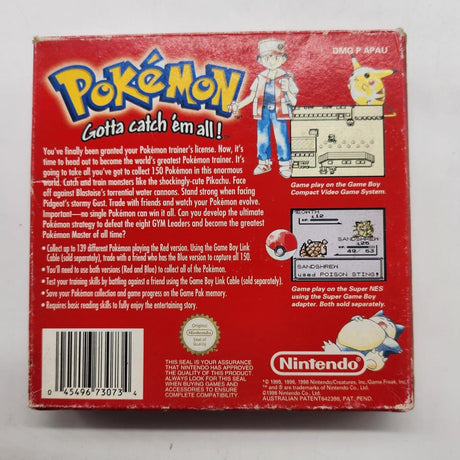 DMG P APAU
POKéMON
Gotta catch 'em all!
You've finally been granted your Pokémon trainer's license. Now, it's
time to head out to become the world's greatest Pokémon trainer. It's
going to take all you've got to collect 150 Pokémon in this enormous
world. Catch and train monsters like the shockingly-cute Pikachu. Face
off against Blastoise's torrential water cannons. Stand strong when facing
Pidgeot's stormy Gust. Trade with friends and watch your Pokémon evolve.
Important—no single Pokémon can win it all. Can you develop the ultimate
Pokémon strategy to defeat the eight GYM Leaders and become the greatest
Pokémon Master of all time?
• Collect up to 139 different Pokémon playing the Red version. Using the Game Boy Link
Cable (sold separately), trade with a friend who has the Blue version to capture all 150.
• You'll need to use both versions (Red and Blue) to collect all of the Pokémon.
• Test your training skills by battling against a friend using the Game Boy Link Cable (sold separately).
• Save your Pokémon collection and game progress on the Game Pak memory.
• Requires basic reading skills to fully enjoy the entertaining story.
Game play on the Game Boy
Compact Video Game System.
:L12
SANDSHREW
:L26
49/ 63
SANDSHREW
used POISON STING!
Game play on the Super NES
using the Super Game Boy
adapter. Both sold separately.
0 45496 73073 4
Original
Nintendo
Seal of
Quality
THIS SEAL IS YOUR ASSURANCE
THAT NINTENDO HAS APPROVED
THE QUALITY OF THIS PRODUCT
ALWAYS LOOK FOR THIS SEAL
WHEN BUYING GAMES AND
ACCESSORIES TO ENSURE
COMPLETE COMPATIBILITY.
Nintendo
© 1995, 1996, 1998 Nintendo/Creatures, Inc./Game Freak, Inc.
™ and ® are trademarks of Nintendo Co., Ltd.
©1998 Nintendo Co., Ltd.
AUSTRALIAN PATENT642398, PAT. PEND.